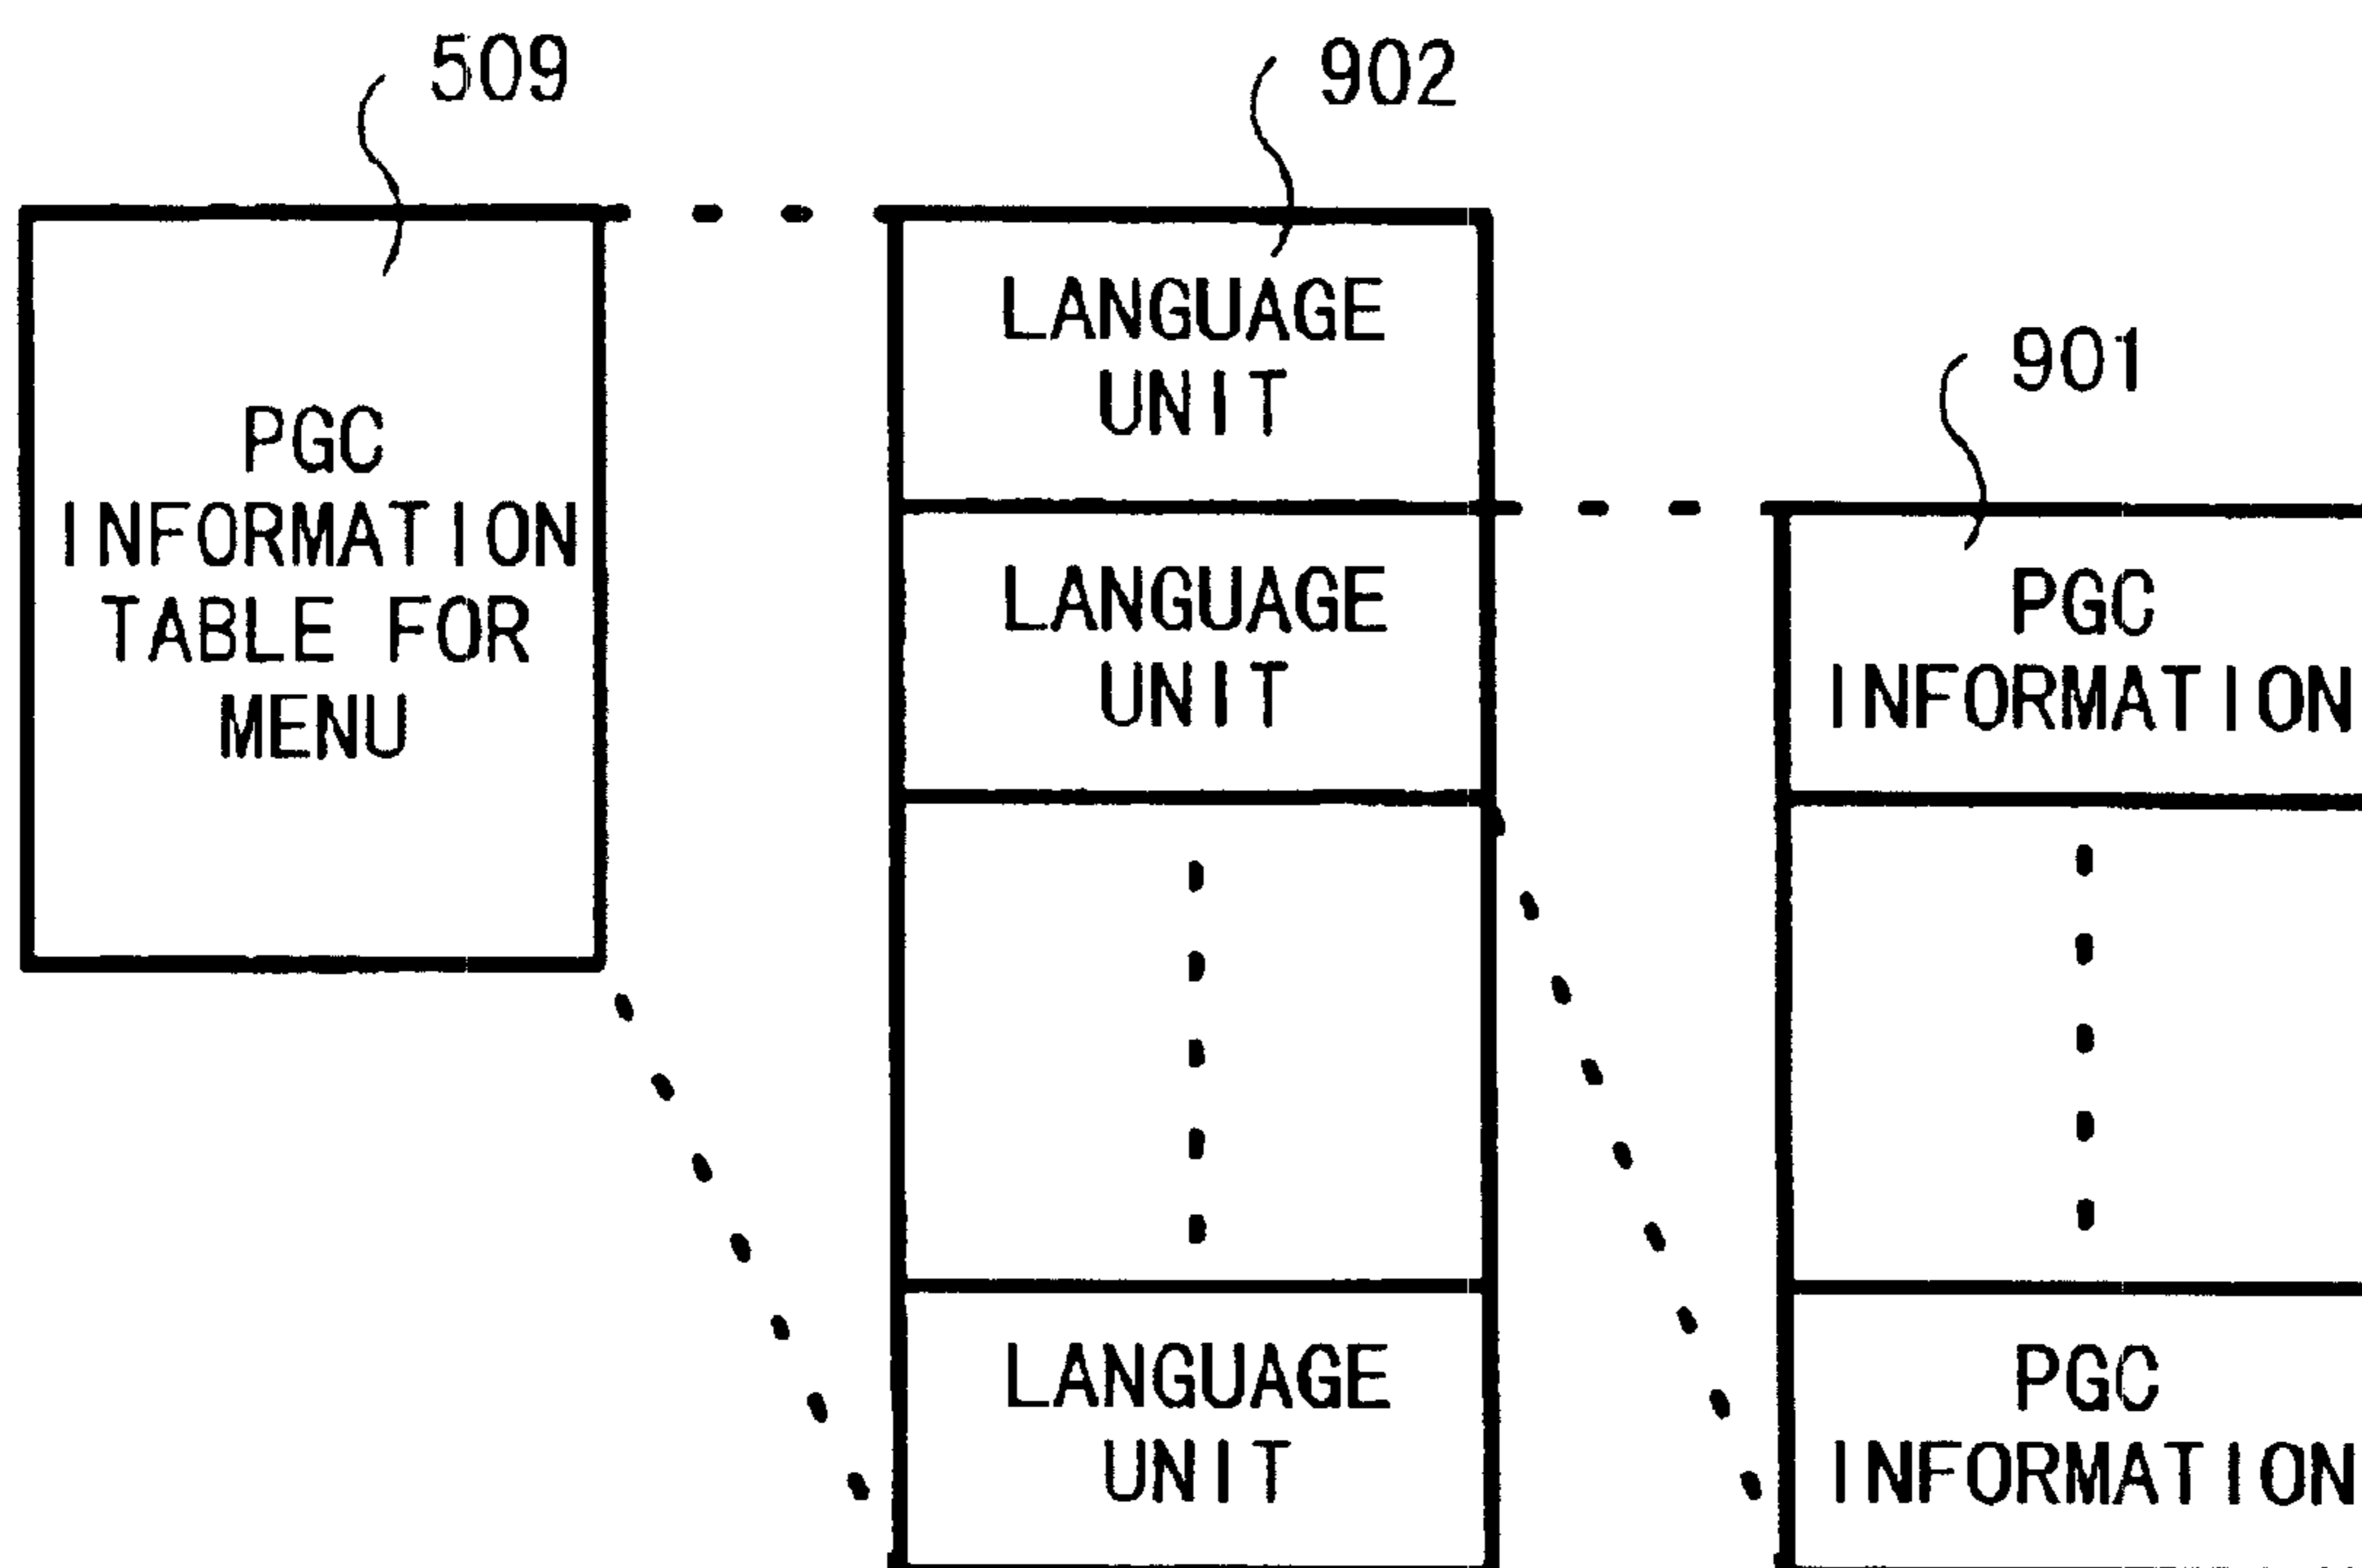 509
902
901
PGC
INFORMATION
TABLE FOR
MENU
LANGUAGE
UNIT
LANGUAGE
UNIT
LANGUAGE
UNIT
PGC
INFORMATION
PGC
INFORMATION